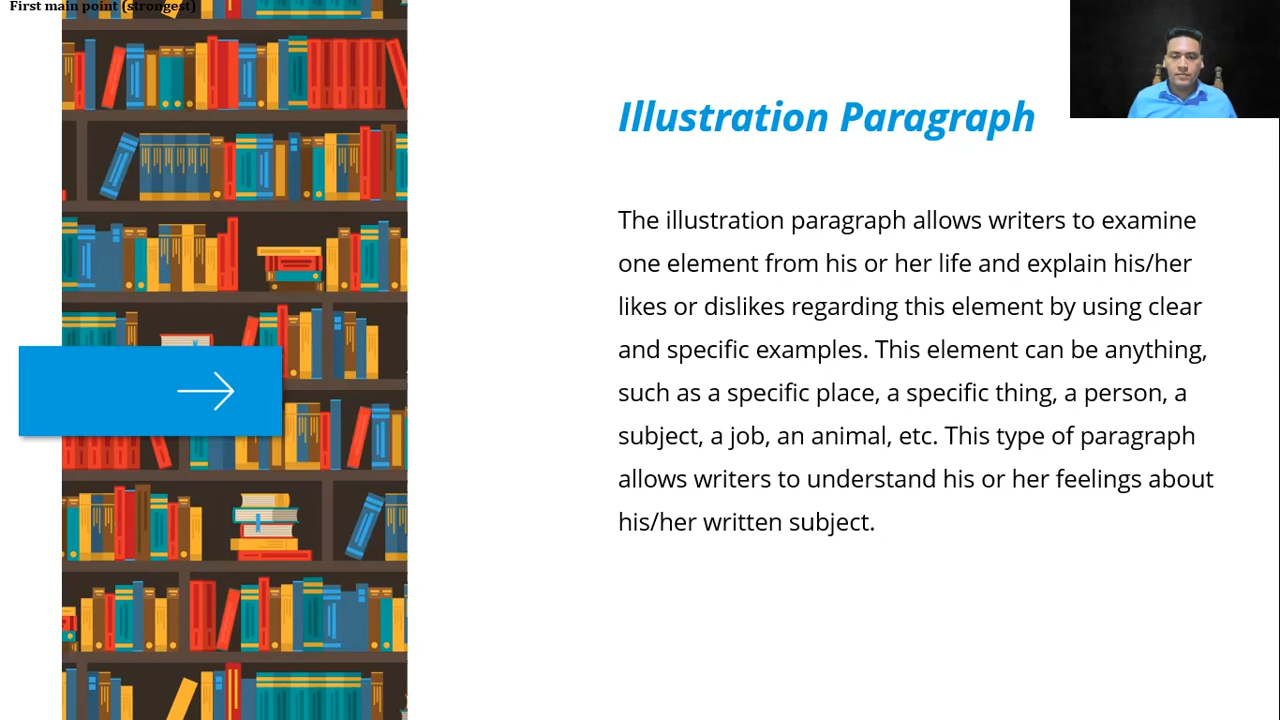 First main point (strongest)
Illustration Paragraph
The illustration paragraph allows writers to examine
one element from his or her life and explain his/her
likes or dislikes regarding this element by using clear
and specific examples. This element can be anything,
such as a specific place, a specific thing, a person, a
subject, a job, an animal, etc. This type of paragraph
allows writers to understand his or her feelings about
his/her written subject.